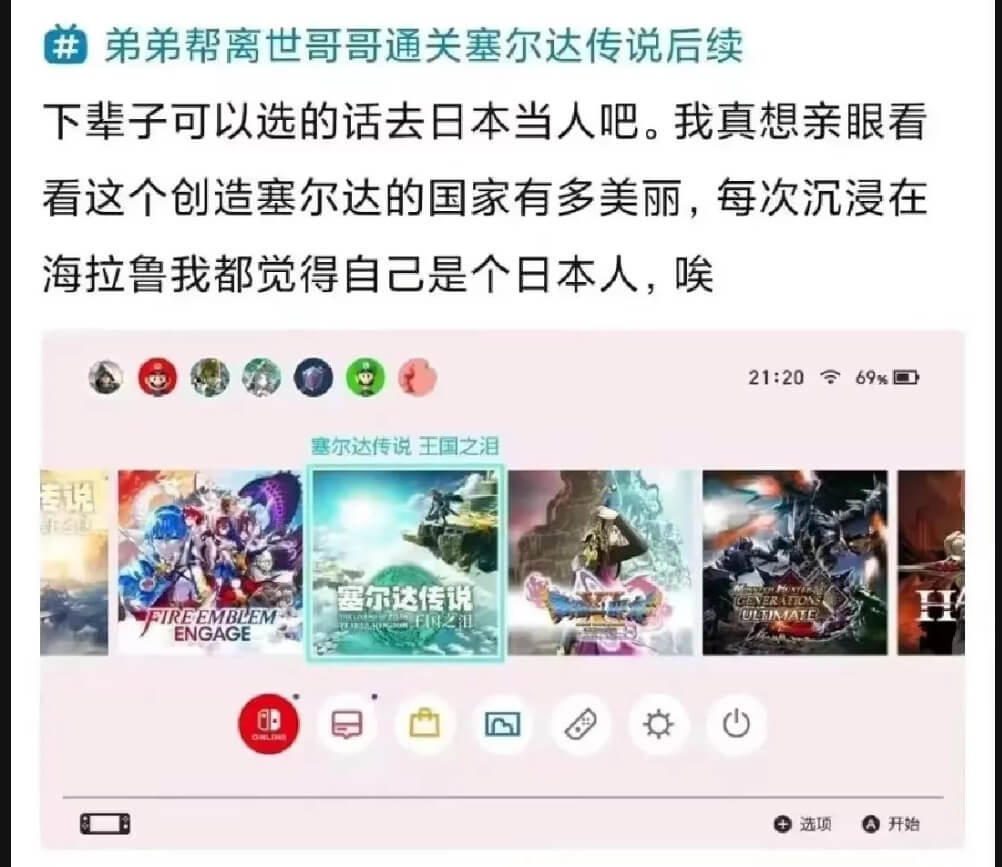 # 弟弟帮离世哥哥通关塞尔达传说后续
下辈子可以选的话去日本当人吧。我真想亲眼看
看这个创造塞尔达的国家有多美丽，每次沉浸在
海拉鲁我都觉得自己是个日本人，唉
21:20 69%
塞尔达传说 王国之泪
传说
FIRE EMBLEM
ENGAGE
塞尔达传说
王国之泪
XI S
MONSTER HUNTER
GENERATIONS
ULTIMATE
H
ONLINE
+ 选项 A 开始